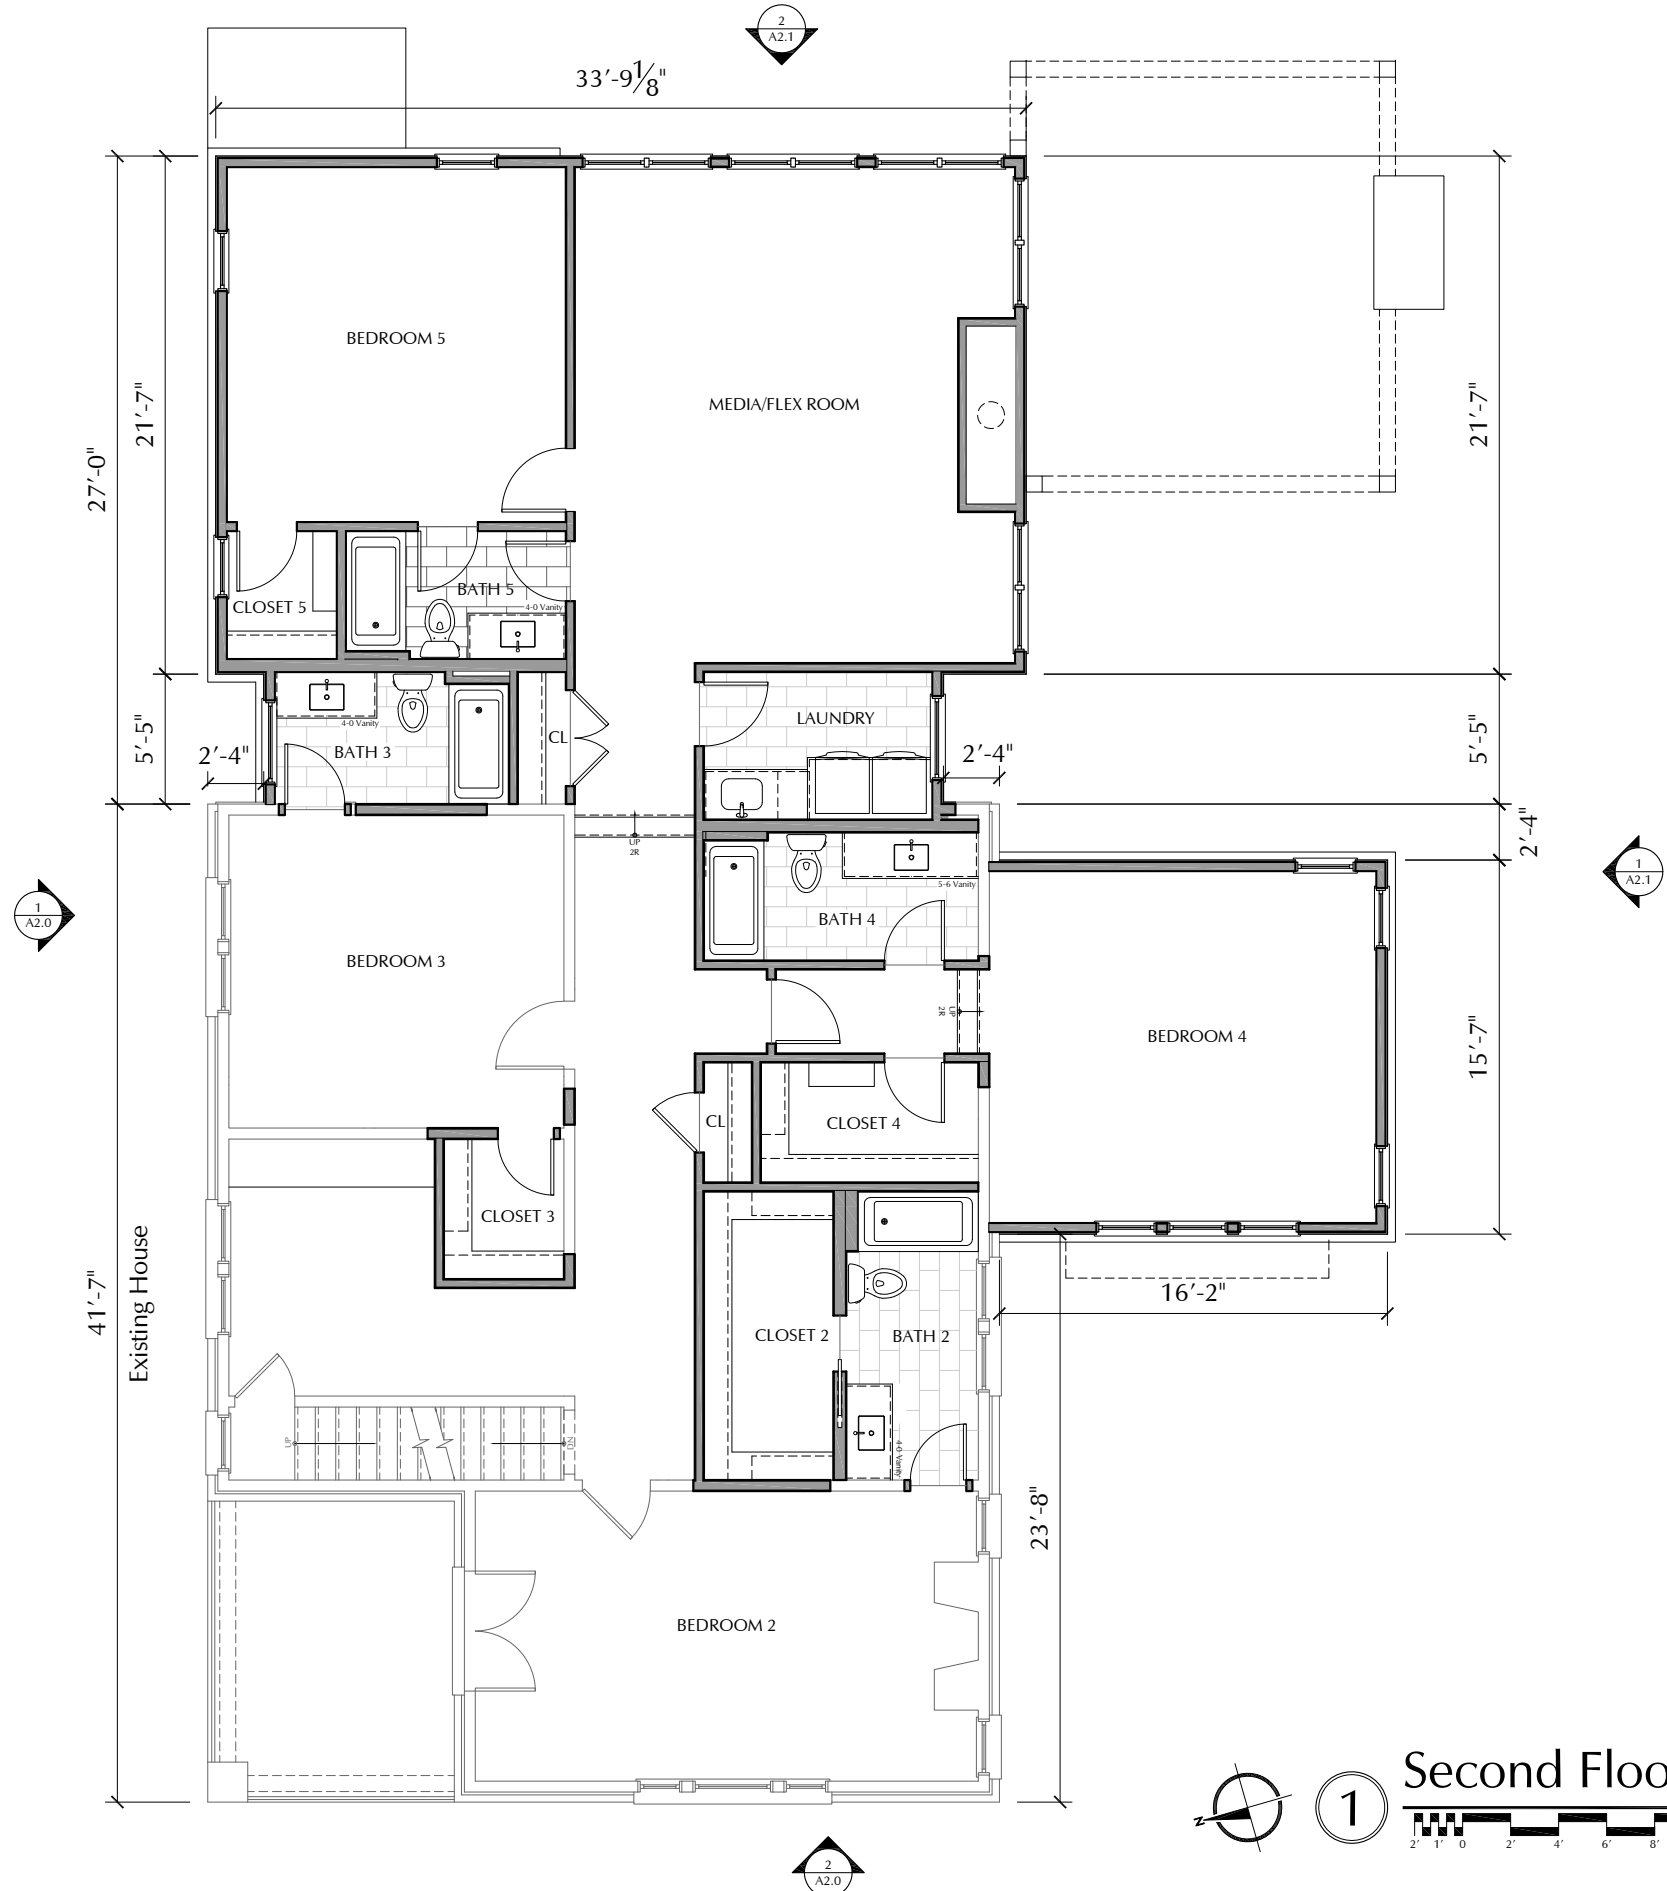 2
A2.1
33'-9 1/8"
BEDROOM 5
MEDIA/FLEX ROOM
21'-7"
27'-0"
21'-7"
BATH 5
CLOSET 5
4-0 Vanity
LAUNDRY
4-0 Vanity
CL
BATH 3
5'-5"
2'-4"
2'-4"
5'-5"
UP
2R
2'-4"
1
A2.1
5-6 Vanity
1
A2.0
BATH 4
BEDROOM 3
UP
2R
BEDROOM 4
15'-7"
CL
CLOSET 4
CLOSET 3
41'-7"
Existing House
16'-2"
CLOSET 2
BATH 2
UP
DN
4-0 Vanity
23'-8"
BEDROOM 2
N
1
Second Floo
2' 1' 0 2' 4' 6' 8'
2
A2.0